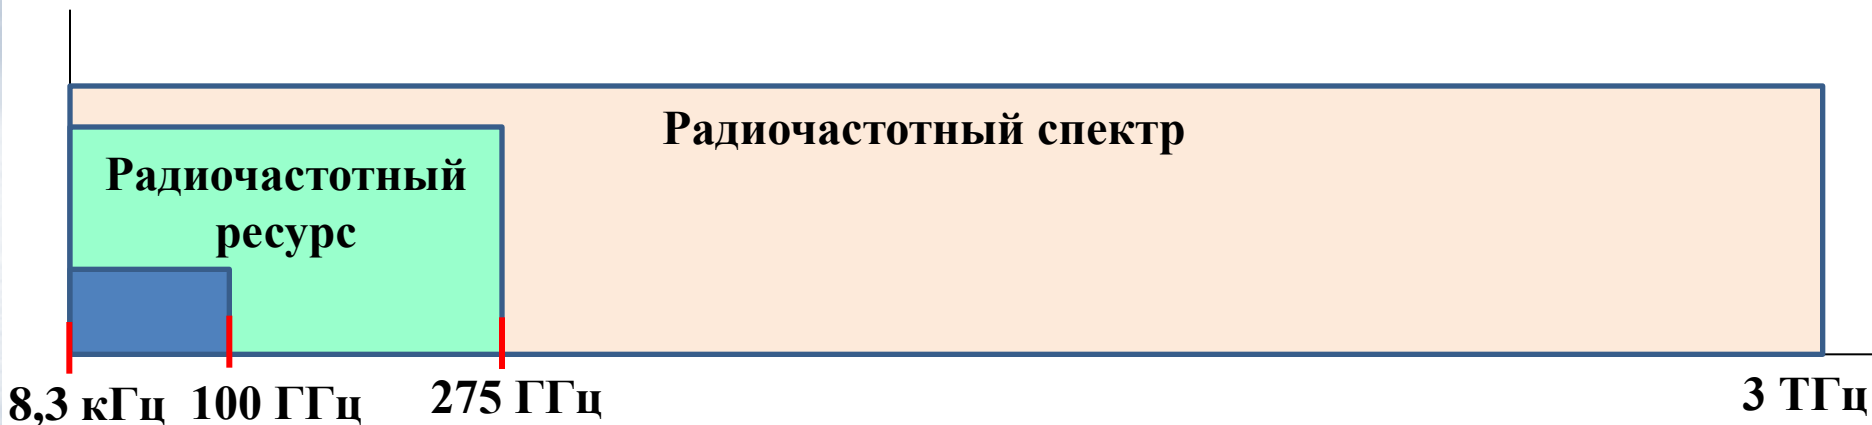 Радиочастотный спектр
Радиочастотный
ресурс
8,3 кГц
100 ГГц
275 ГГц
3 ТГц